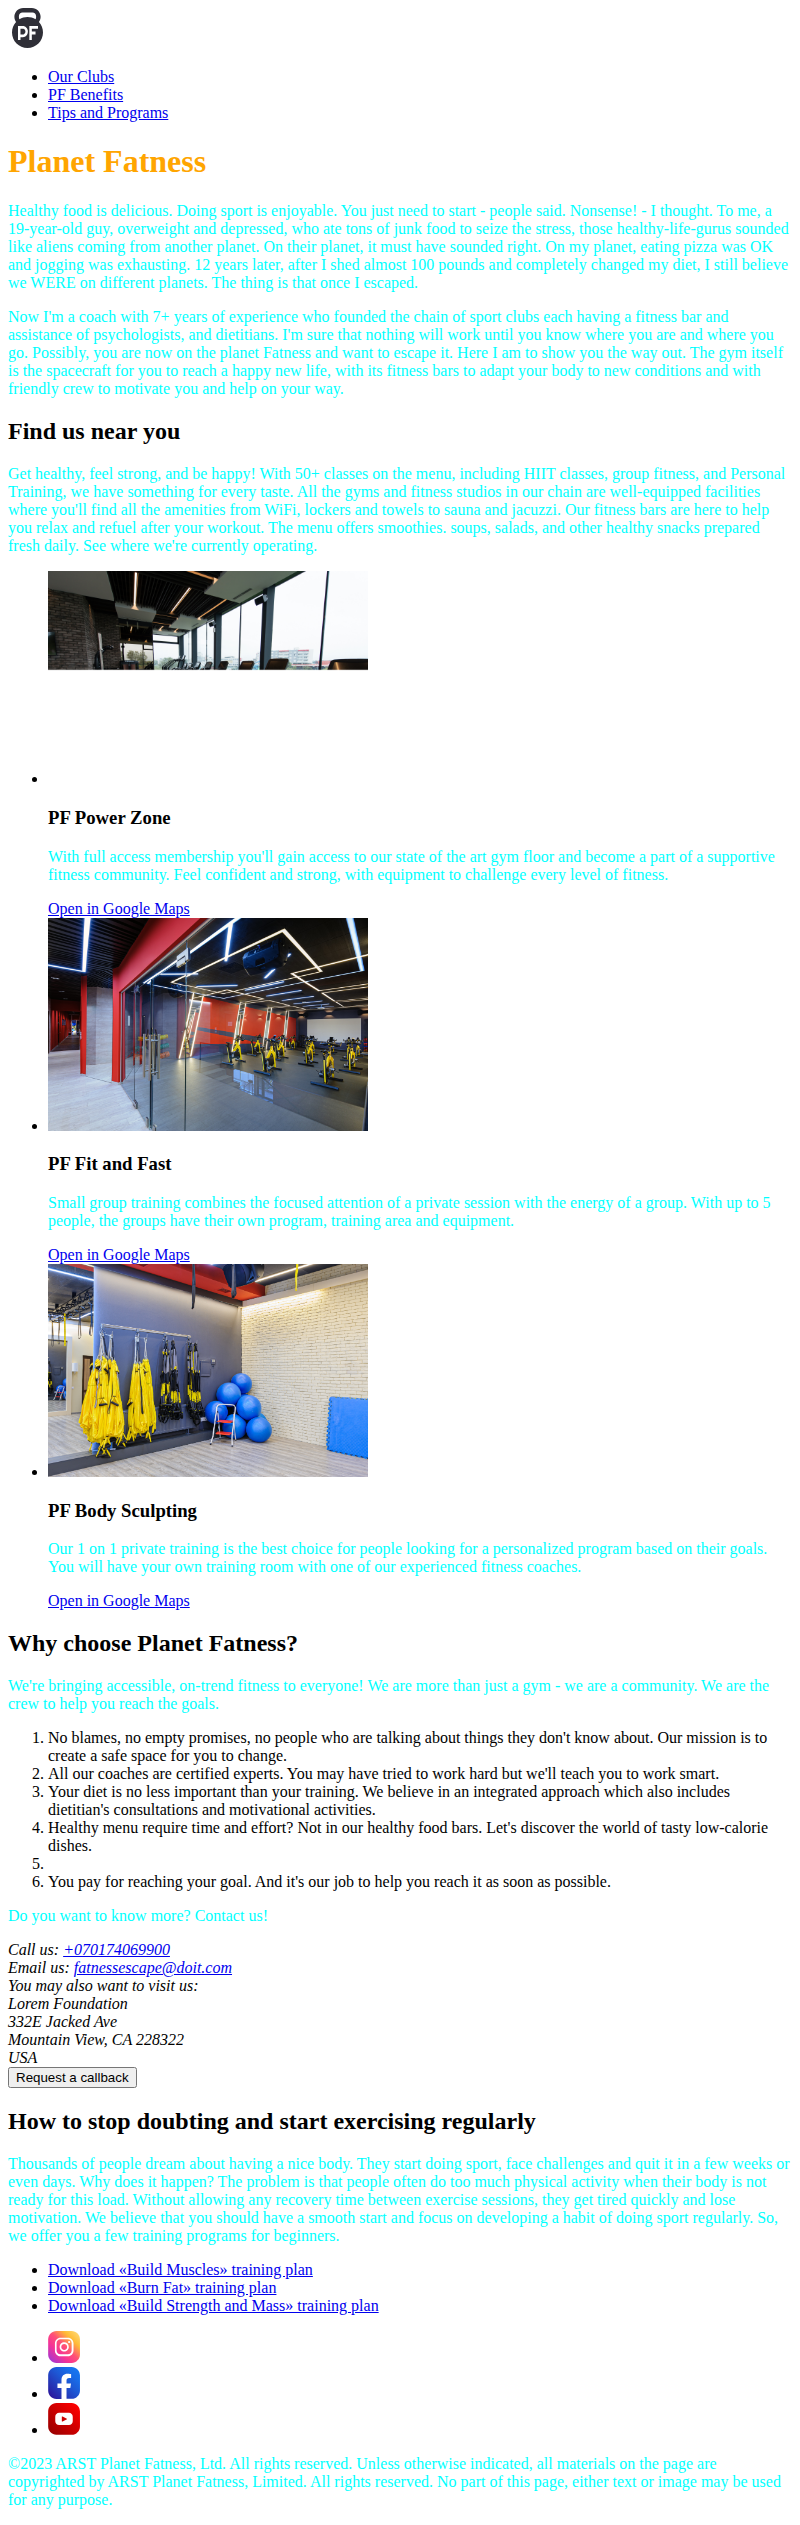 PF
Our Clubs
PF Benefits
Tips and Programs
Planet Fatness
Healthy food is delicious. Doing sport is enjoyable. You just need to start - people said. Nonsense! - I thought. To me, a
19-year-old guy, overweight and depressed, who ate tons of junk food to seize the stress, those healthy-life-gurus sounded
like aliens coming from another planet. On their planet, it must have sounded right. On my planet, eating pizza was OK
and jogging was exhausting. 12 years later, after I shed almost 100 pounds and completely changed my diet, I still believe
we WERE on different planets. The thing is that once I escaped.
Now I'm a coach with 7+ years of experience who founded the chain of sport clubs each having a fitness bar and
assistance of psychologists, and dietitians. I'm sure that nothing will work until you know where you are and where you
go. Possibly, you are now on the planet Fatness and want to escape it. Here I am to show you the way out. The gym itself
is the spacecraft for you to reach a happy new life, with its fitness bars to adapt your body to new conditions and with
friendly crew to motivate you and help on your way.
Find us near you
Get healthy, feel strong, and be happy! With 50+ classes on the menu, including HIIT classes, group fitness, and Personal
Training, we have something for every taste. All the gyms and fitness studios in our chain are well-equipped facilities
where you'll find all the amenities from WiFi, lockers and towels to sauna and jacuzzi. Our fitness bars are here to help
you relax and refuel after your workout. The menu offers smoothies. soups, salads, and other healthy snacks prepared
fresh daily. See where we're currently operating.
PF Power Zone
With full access membership you'll gain access to our state of the art gym floor and become a part of a supportive
fitness community. Feel confident and strong, with equipment to challenge every level of fitness.
Open in Google Maps
PF Fit and Fast
Small group training combines the focused attention of a private session with the energy of a group. With up to 5
people, the groups have their own program, training area and equipment.
Open in Google Maps
PF Body Sculpting
Our 1 on 1 private training is the best choice for people looking for a personalized program based on their goals.
You will have your own training room with one of our experienced fitness coaches.
Open in Google Maps
Why choose Planet Fatness?
We're bringing accessible, on-trend fitness to everyone! We are more than just a gym - we are a community. We are the
crew to help you reach the goals.
1. No blames, no empty promises, no people who are talking about things they don't know about. Our mission is to
create a safe space for you to change.
2. All our coaches are certified experts. You may have tried to work hard but we'll teach you to work smart.
3. Your diet is no less important than your training. We believe in an integrated approach which also includes
dietitian's consultations and motivational activities.
4. Healthy menu require time and effort? Not in our healthy food bars. Let's discover the world of tasty low-calorie
dishes.
5.
6. You pay for reaching your goal. And it's our job to help you reach it as soon as possible.
Do you want to know more? Contact us!
Call us: +070174069900
Email us: fatnessescape@doit.com
You may also want to visit us:
Lorem Foundation
332E Jacked Ave
Mountain View, CA 228322
USA
Request a callback
How to stop doubting and start exercising regularly
Thousands of people dream about having a nice body. They start doing sport, face challenges and quit it in a few weeks or
even days. Why does it happen? The problem is that people often do too much physical activity when their body is not
ready for this load. Without allowing any recovery time between exercise sessions, they get tired quickly and lose
motivation. We believe that you should have a smooth start and focus on developing a habit of doing sport regularly. So,
we offer you a few training programs for beginners.
Download «Build Muscles» training plan
Download «Burn Fat» training plan
Download «Build Strength and Mass» training plan
©2023 ARST Planet Fatness, Ltd. All rights reserved. Unless otherwise indicated, all materials on the page are
copyrighted by ARST Planet Fatness, Limited. All rights reserved. No part of this page, either text or image may be used
for any purpose.